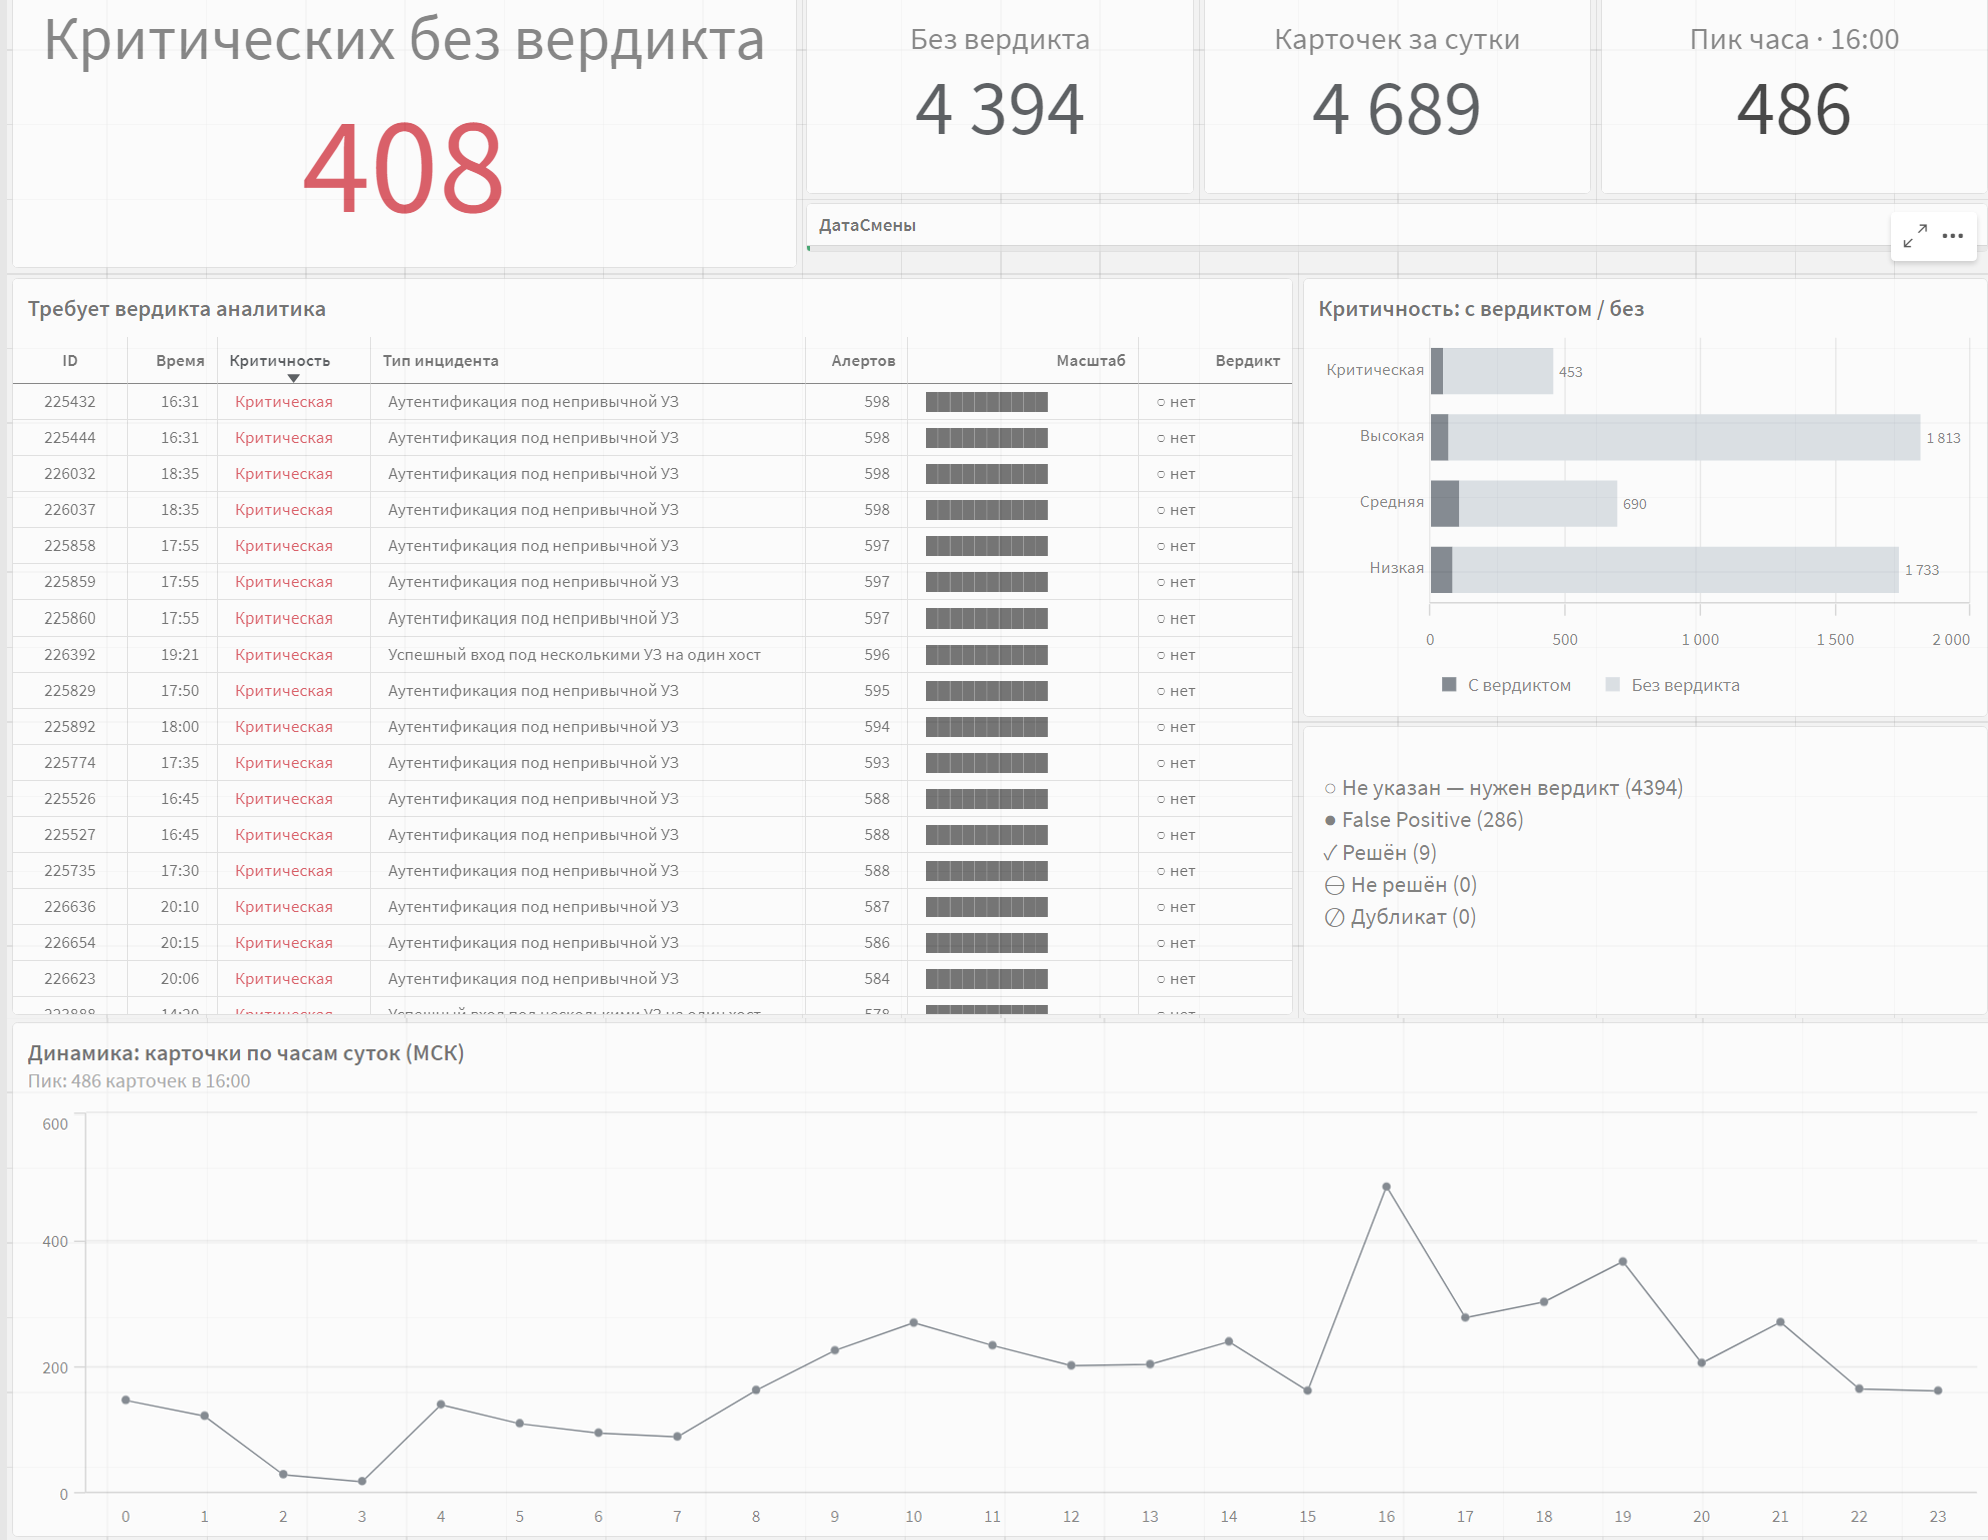 Критических без вердикта
408
Без вердикта
4 394
Карточек за сутки
4 689
Пик часа · 16:00
486
ДатаСмены
Требует вердикта аналитика
ID Время Критичность Тип инцидента Алертов Масштаб Вердикт
225432 16:31 Критическая Аутентификация под непривычной УЗ 598 ○ нет
225444 16:31 Критическая Аутентификация под непривычной УЗ 598 ○ нет
226032 18:35 Критическая Аутентификация под непривычной УЗ 598 ○ нет
226037 18:35 Критическая Аутентификация под непривычной УЗ 598 ○ нет
225858 17:55 Критическая Аутентификация под непривычной УЗ 597 ○ нет
225859 17:55 Критическая Аутентификация под непривычной УЗ 597 ○ нет
225860 17:55 Критическая Аутентификация под непривычной УЗ 597 ○ нет
226392 19:21 Критическая Успешный вход под несколькими УЗ на один хост 596 ○ нет
225829 17:50 Критическая Аутентификация под непривычной УЗ 595 ○ нет
225892 18:00 Критическая Аутентификация под непривычной УЗ 594 ○ нет
225774 17:35 Критическая Аутентификация под непривычной УЗ 593 ○ нет
225526 16:45 Критическая Аутентификация под непривычной УЗ 588 ○ нет
225527 16:45 Критическая Аутентификация под непривычной УЗ 588 ○ нет
225735 17:30 Критическая Аутентификация под непривычной УЗ 588 ○ нет
226636 20:10 Критическая Аутентификация под непривычной УЗ 587 ○ нет
226654 20:15 Критическая Аутентификация под непривычной УЗ 586 ○ нет
226623 20:06 Критическая Аутентификация под непривычной УЗ 584 ○ нет
Критическая Успешный вход под несколькими УЗ на один хост ○ нет
Критичность: с вердиктом / без
Критическая 453
Высокая 1 813
Средняя 690
Низкая 1 733
0 500 1 000 1 500 2 000
С вердиктом Без вердикта
○ Не указан — нужен вердикт (4394)
● False Positive (286)
✓ Решён (9)
⊖ Не решён (0)
⊘ Дубликат (0)
Динамика: карточки по часам суток (МСК)
Пик: 486 карточек в 16:00
600
400
200
0
0 1 2 3 4 5 6 7 8 9 10 11 12 13 14 15 16 17 18 19 20 21 22 23